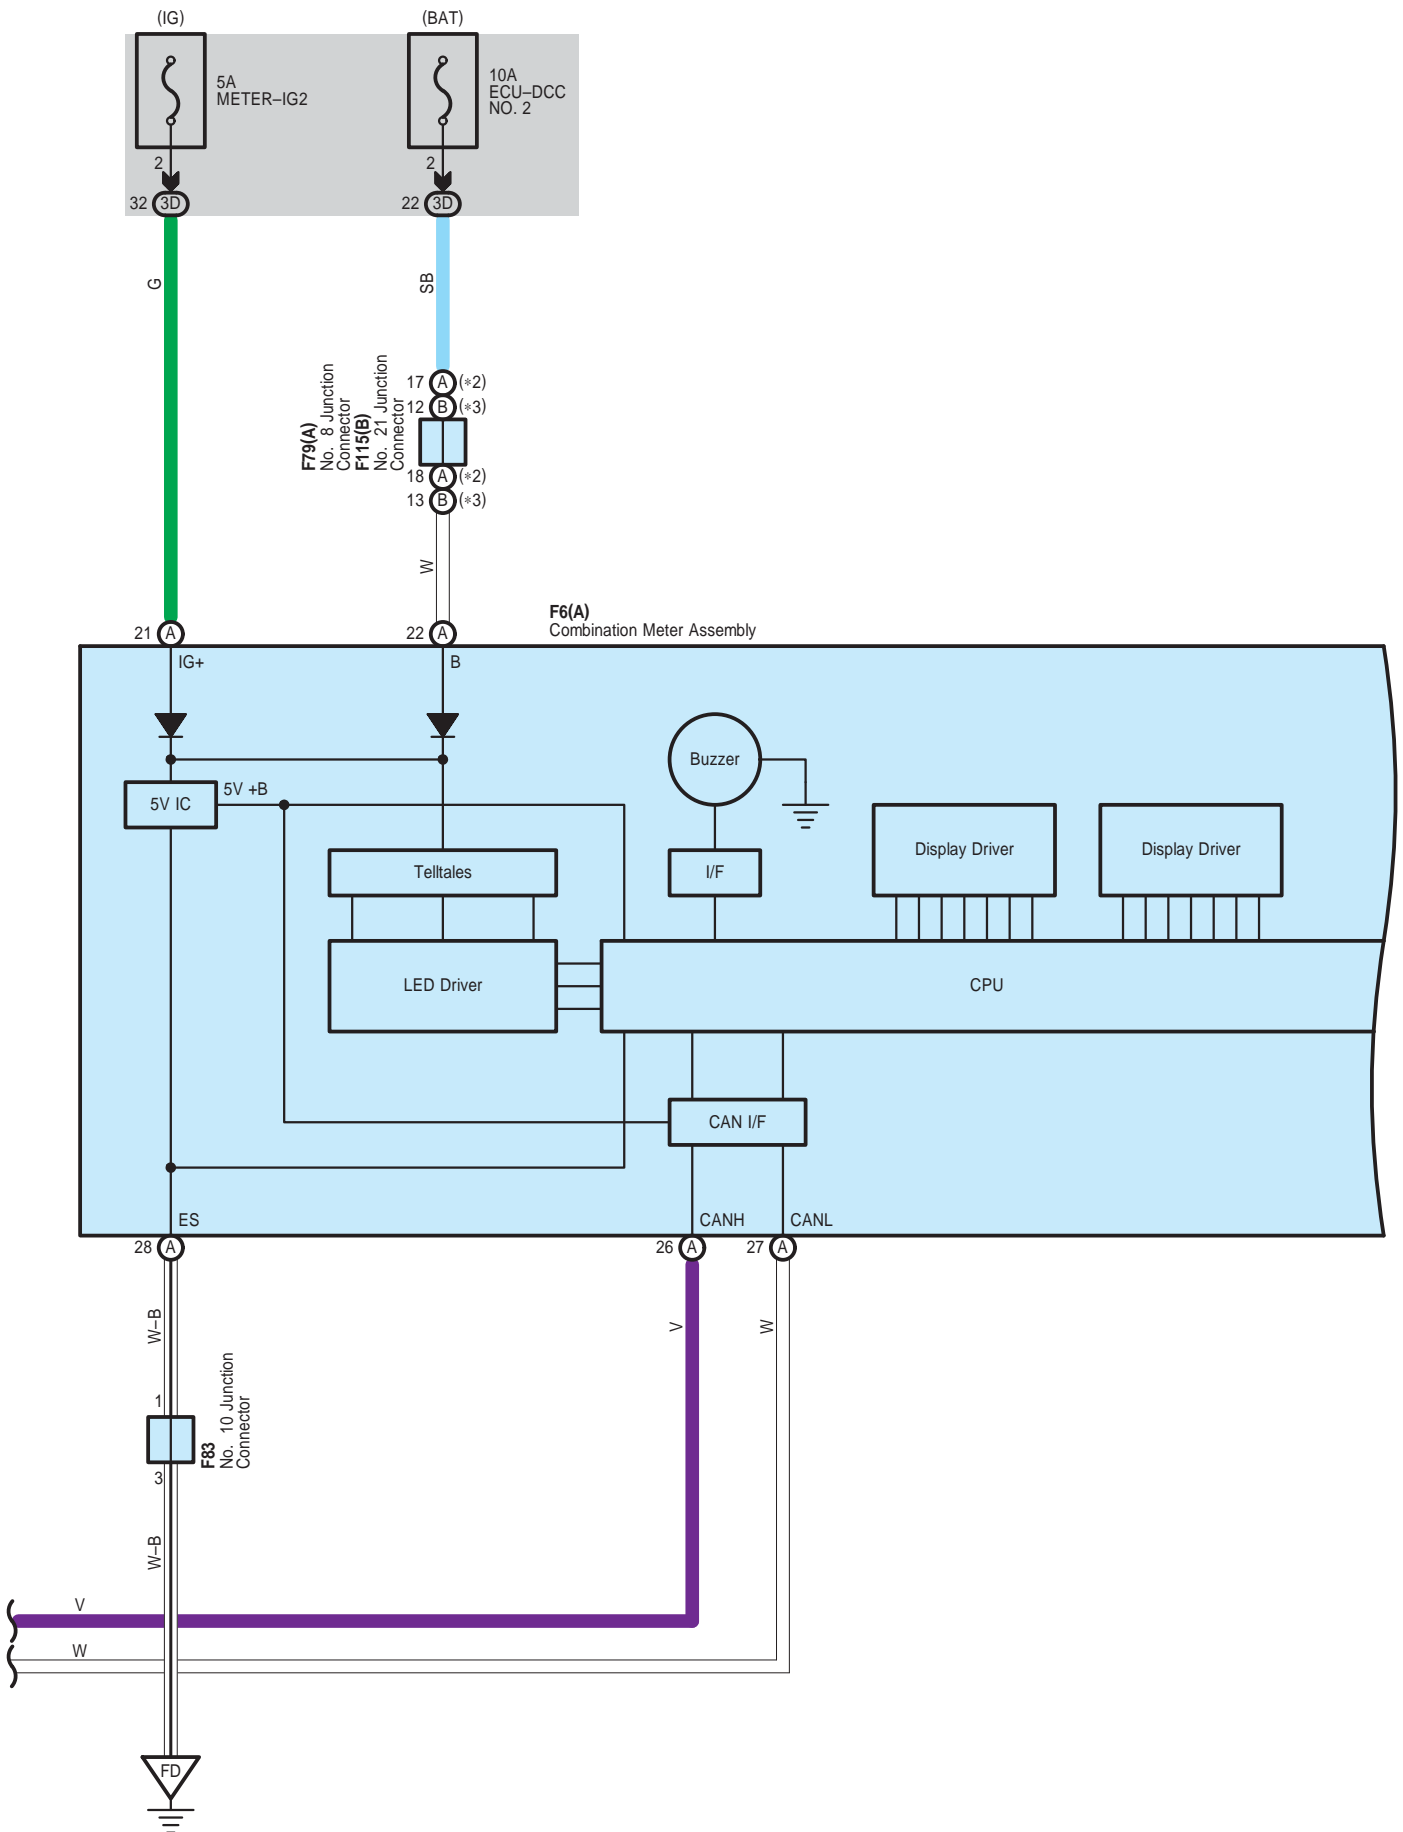 (IG)
(BAT)
5A
METER–IG2
10A
ECU–DCC
NO. 2
2
2
32 3D
22 3D
G
SB
F79(A)
No. 8 Junction
Connector
F115(B)
No. 21 Junction
Connector
17 A (*2)
12 B (*3)
18 A (*2)
13 B (*3)
W
F6(A)
Combination Meter Assembly
21 A
22 A
IG+
B
Buzzer
5V IC
5V +B
Display Driver
Display Driver
Telltales
I/F
LED Driver
CPU
CAN I/F
ES
CANH
CANL
28 A
26 A
27 A
W–B
V
W
1
F83
No. 10 Junction
Connector
3
W–B
V
W
FD